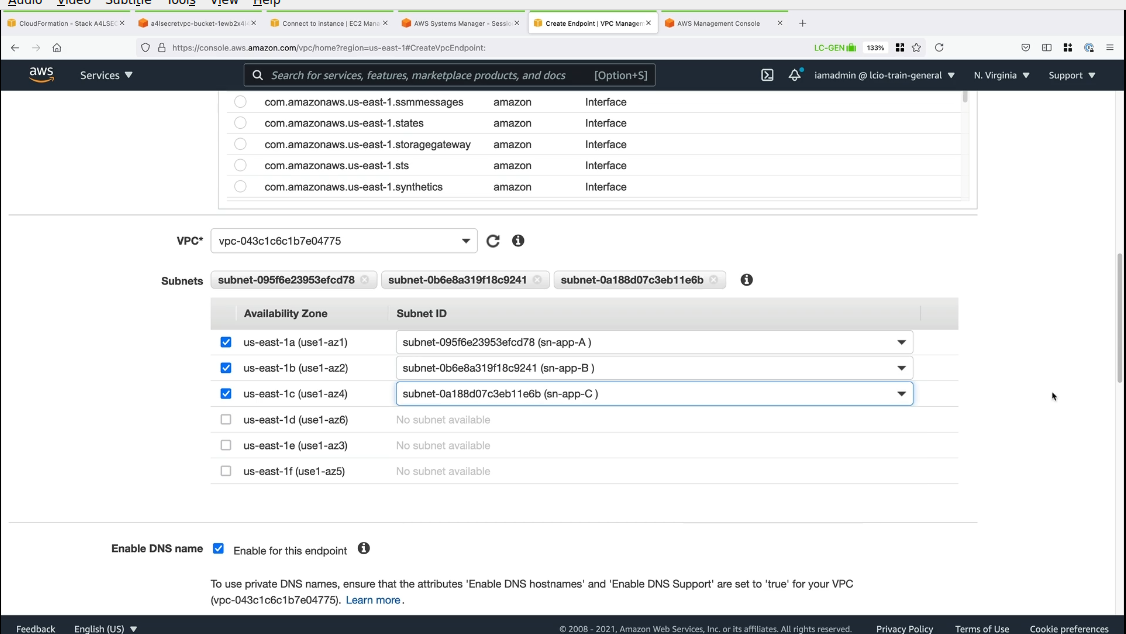 Audio Video Subtitle Tools View Help
CloudFormation - Stack A4LSEC
a4lsecretvpc-bucket-1ewb2x4
Connect to instance | EC2 Mana
AWS Systems Manager - Sessio
Create Endpoint | VPC Managem
AWS Management Console
https://console.aws.amazon.com/vpc/home?region=us-east-1#CreateVpcEndpoint: LC-GEN 133%
aws Services Search for services, features, marketplace products, and docs [Option+S] iamadmin @ lcio-train-general N. Virginia Support
com.amazonaws.us-east-1.ssmmessages amazon Interface
com.amazonaws.us-east-1.states amazon Interface
com.amazonaws.us-east-1.storagegateway amazon Interface
com.amazonaws.us-east-1.sts amazon Interface
com.amazonaws.us-east-1.synthetics amazon Interface
VPC* vpc-043c1c6c1b7e04775
Subnets subnet-095f6e23953efcd78 subnet-0b6e8a319f18c9241 subnet-0a188d07c3eb11e6b
Availability Zone Subnet ID
us-east-1a (use1-az1) subnet-095f6e23953efcd78 (sn-app-A )
us-east-1b (use1-az2) subnet-0b6e8a319f18c9241 (sn-app-B )
us-east-1c (use1-az4) subnet-0a188d07c3eb11e6b (sn-app-C )
us-east-1d (use1-az6) No subnet available
us-east-1e (use1-az3) No subnet available
us-east-1f (use1-az5) No subnet available
Enable DNS name Enable for this endpoint
To use private DNS names, ensure that the attributes 'Enable DNS hostnames' and 'Enable DNS Support' are set to 'true' for your VPC
(vpc-043c1c6c1b7e04775). Learn more.
Feedback English (US) © 2008 - 2021, Amazon Web Services, Inc. or its affiliates. All rights reserved. Privacy Policy Terms of Use Cookie preferences